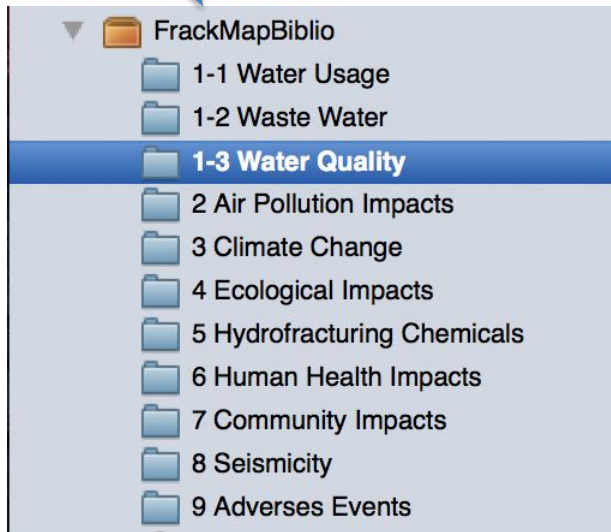 FrackMapBiblio
1-1 Water Usage
1-2 Waste Water
1-3 Water Quality
2 Air Pollution Impacts
3 Climate Change
4 Ecological Impacts
5 Hydrofracturing Chemicals
6 Human Health Impacts
7 Community Impacts
8 Seismicity
9 Adverses Events